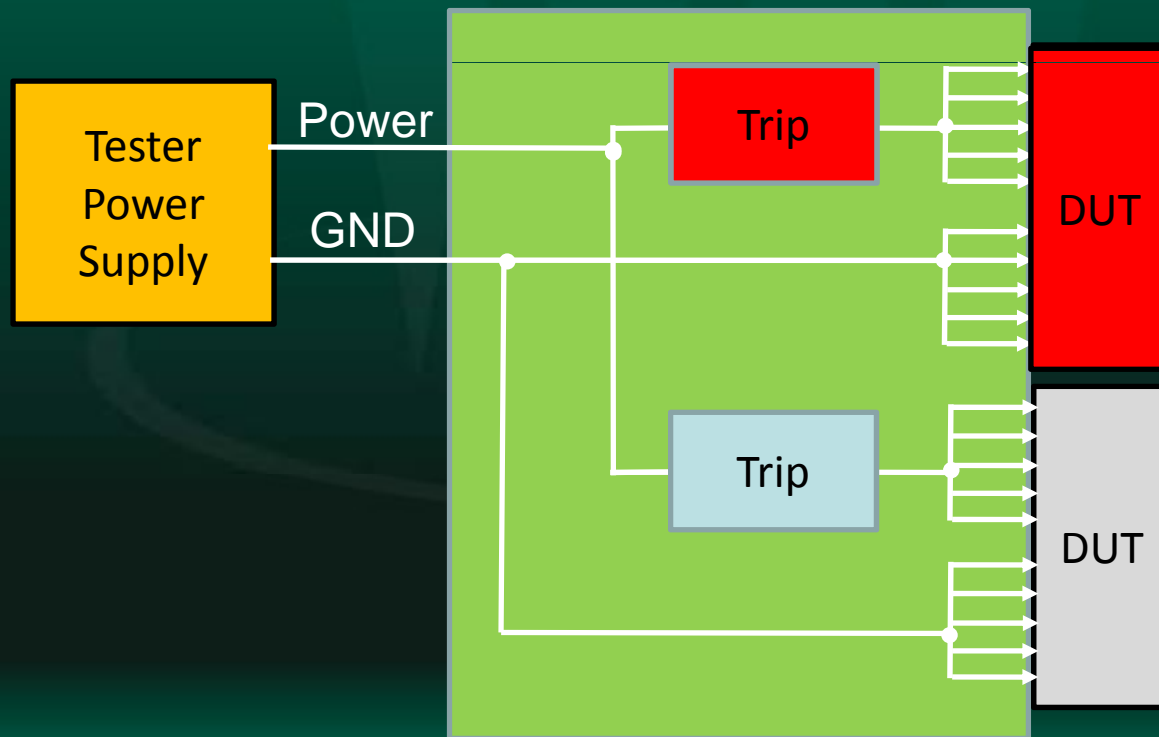 Tester
Power
Supply
Power
GND
Trip
DUT
Trip
DUT